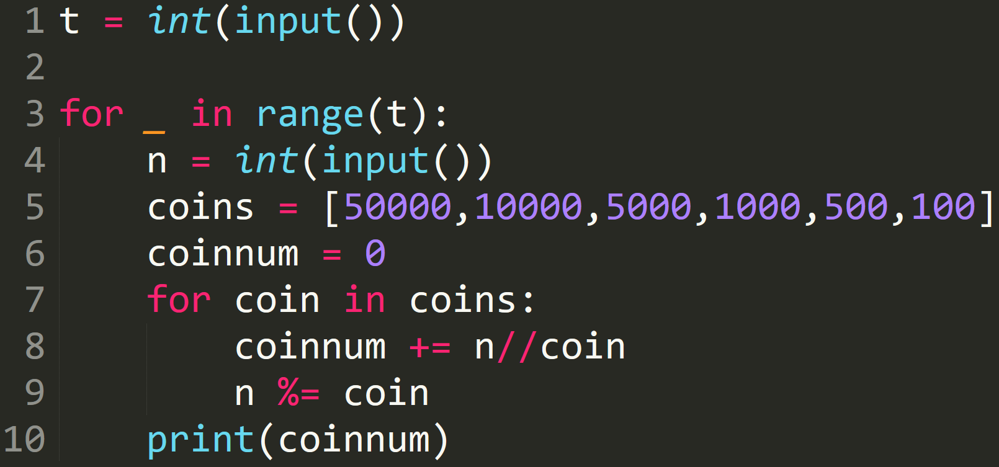 1 t = int(input())
2
3 for _ in range(t):
4     n = int(input())
5     coins = [50000,10000,5000,1000,500,100]
6     coinnum = 0
7     for coin in coins:
8         coinnum += n//coin
9         n %= coin
10     print(coinnum)